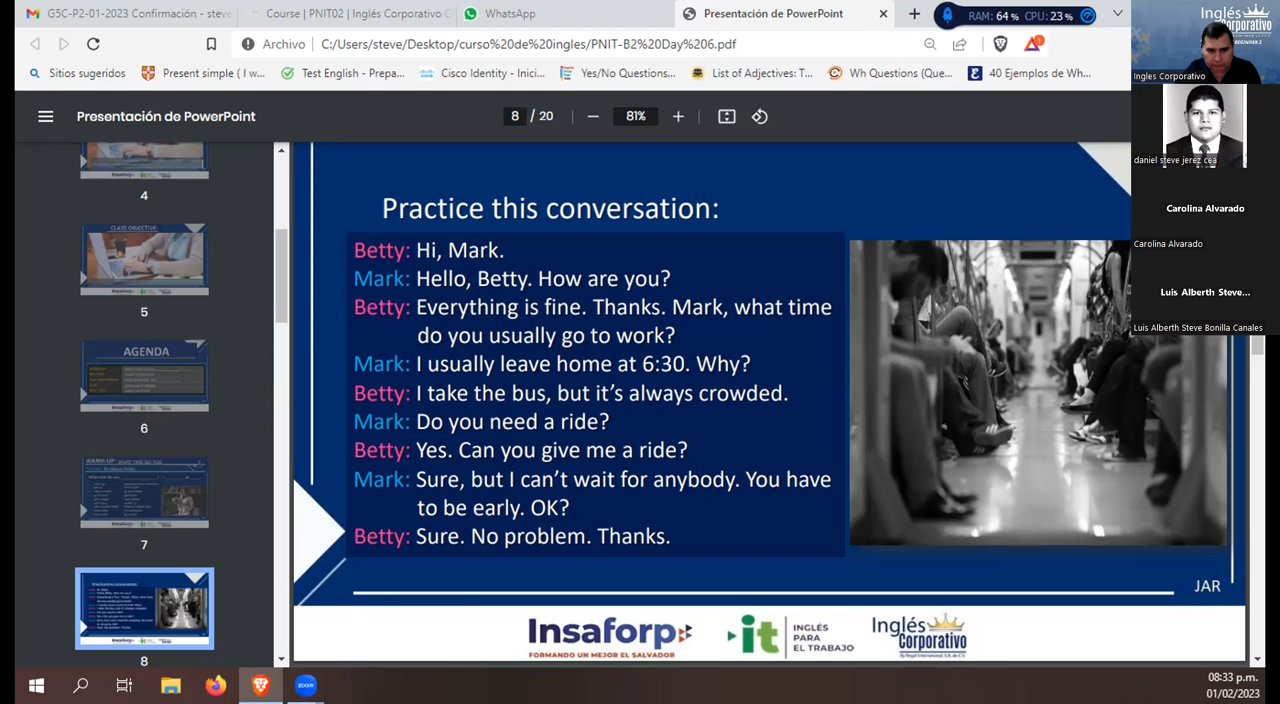 G5C-P2-01-2023 Confirmación - steve
Course | PNIT02 | Inglés Corporativo C
WhatsApp
Presentación de PowerPoint
RAM: 64 % CPU: 23 %
Archivo
C:/Users/steve/Desktop/curso%20de%20ingles/PNIT-B2%20Day%206.pdf
1
Sitios sugeridos
Present simple ( I w...
Test English - Prepa...
Cisco Identity - Inici...
Yes/No Questions...
List of Adjectives: T...
Wh Questions (Que...
40 Ejemplos de Wh...
Presentación de PowerPoint
8 / 20
81%
4
CLASS OBJECTIVE:
5
AGENDA
6
7
8
Practice this conversation:
Betty: Hi, Mark.
Mark: Hello, Betty. How are you?
Betty: Everything is fine. Thanks. Mark, what time
do you usually go to work?
Mark: I usually leave home at 6:30. Why?
Betty: I take the bus, but it's always crowded.
Mark: Do you need a ride?
Betty: Yes. Can you give me a ride?
Mark: Sure, but I can't wait for anybody. You have
to be early. OK?
Betty: Sure. No problem. Thanks.
JAR
Insaforp
FORMANDO UN MEJOR EL SALVADOR
it
INGLÉS
PARA
EL TRABAJO
Inglés
Corporativo
Inglés
Corporativo
BEGINNER 2
Ingles Corporativo
daniel steve jerez cea
Carolina Alvarado
Carolina Alvarado
Luis Alberth Steve...
Luis Alberth Steve Bonilla Canales
zoom
08:33 p.m.
01/02/2023